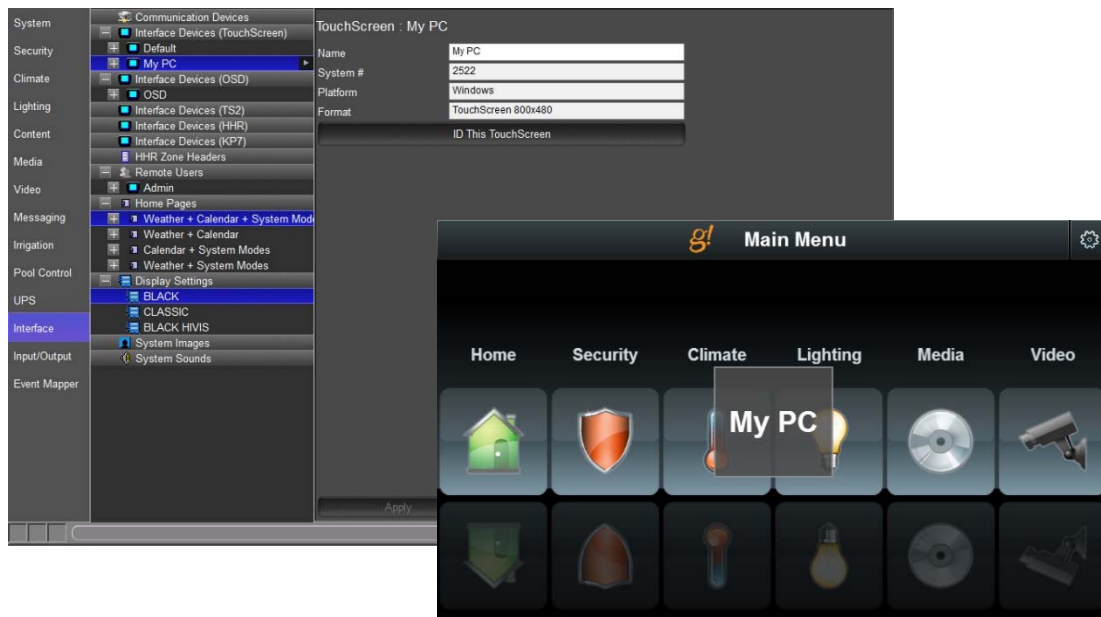 System
Security
Climate
Lighting
Content
Media
Video
Messaging
Irrigation
Pool Control
UPS
Interface
Input/Output
Event Mapper
Communication Devices
Interface Devices (TouchScreen)
Default
My PC
Interface Devices (OSD)
OSD
Interface Devices (TS2)
Interface Devices (HHR)
Interface Devices (KP7)
HHR Zone Headers
Remote Users
Admin
Home Pages
Weather + Calendar + System Mod
Weather + Calendar
Calendar + System Modes
Weather + System Modes
Display Settings
BLACK
CLASSIC
BLACK HIVIS
System Images
System Sounds
TouchScreen : My PC
Name My PC
System # 2522
Platform Windows
Format TouchScreen 800x480
ID This TouchScreen
Apply
g! Main Menu
Home Security Climate Lighting Media Video
My PC